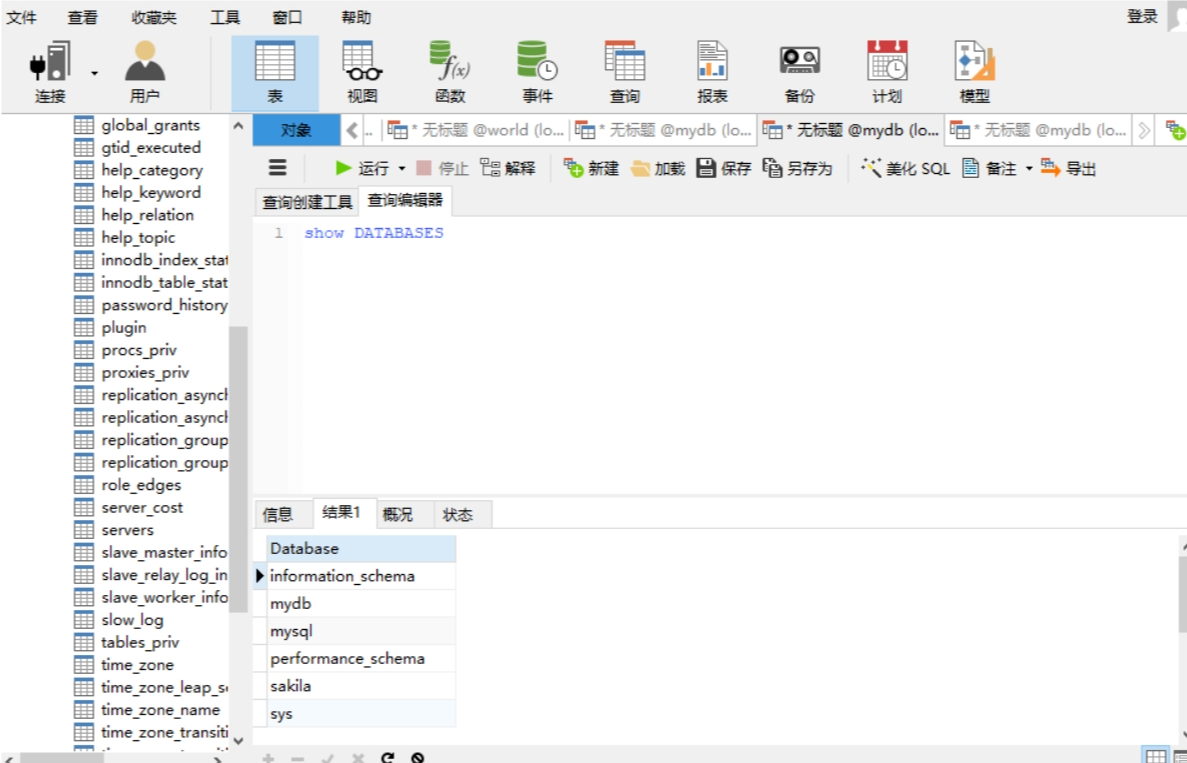 文件 查看 收藏夹 工具 窗口 帮助 登录
连接 用户 表 视图 函数 事件 查询 报表 备份 计划 模型
f(x)
global_grants
gtid_executed
help_category
help_keyword
help_relation
help_topic
innodb_index_stat
innodb_table_stat
password_history
plugin
procs_priv
proxies_priv
replication_asynch
replication_asynch
replication_group
replication_group
role_edges
server_cost
servers
slave_master_info
slave_relay_log_in
slave_worker_info
slow_log
tables_priv
time_zone
time_zone_leap_s
time_zone_name
time_zone_transiti
对象 .. * 无标题 @world (lo... * 无标题 @mydb (lo... * 无标题 @mydb (lo... * 无标题 @mydb (lo...
运行 停止 解释 新建 加载 保存 另存为 美化 SQL 备注 导出
查询创建工具 查询编辑器
1 show DATABASES
信息 结果1 概况 状态
Database
information_schema
mydb
mysql
performance_schema
sakila
sys